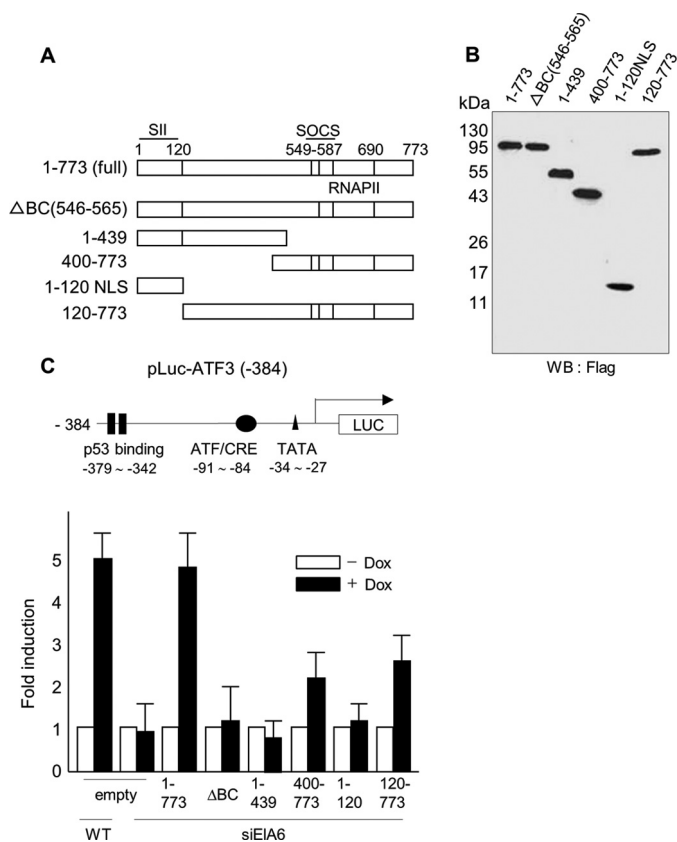 A
SII SOCS
1 120 549-587 690 773
1-773 (full)
RNAPII
△BC(546-565)
1-439
400-773
1-120 NLS
120-773
B
1-773
△BC(546-565)
1-439
400-773
1-120NLS
120-773
kDa
130
95
55
43
26
17
11
WB : Flag
C
pLuc-ATF3 (-384)
- 384
LUC
p53 binding ATF/CRE TATA
-379 ~ -342 -91 ~ -84 -34 ~ -27
Fold induction
5
4
3
2
1
0
− Dox
+ Dox
empty
1-
773
ΔBC
1-
439
400-
773
1-
120
120-
773
WT siElA6